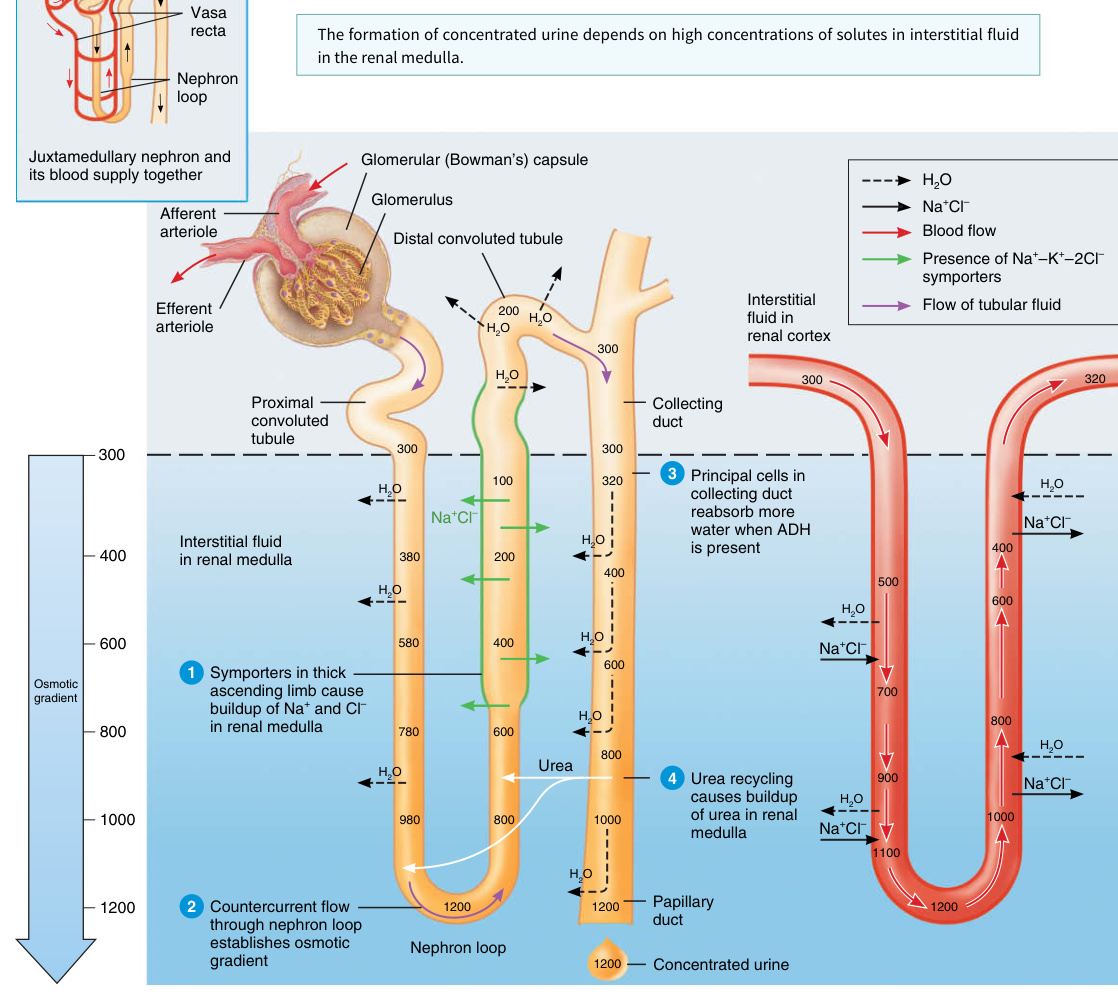 Vasa
recta
Nephron
loop
Juxtamedullary nephron and
its blood supply together
The formation of concentrated urine depends on high concentrations of solutes in interstitial fluid
in the renal medulla.
Glomerular (Bowman's) capsule
Glomerulus
Afferent
arteriole
Distal convoluted tubule
Efferent
arteriole
H₂O
Na⁺Cl⁻
Blood flow
Presence of Na⁺–K⁺–2Cl⁻
symporters
Flow of tubular fluid
Interstitial
fluid in
renal cortex
200
H₂O
H₂O
300
H₂O
300
320
Proximal
convoluted
tubule
Collecting
duct
300
300
300
320
100
H₂O
Na⁺Cl⁻
3 Principal cells in
collecting duct
reabsorb more
water when ADH
is present
H₂O
Na⁺Cl⁻
Interstitial fluid
in renal medulla
400
380
200
H₂O
400
400
500
600
H₂O
H₂O
Na⁺Cl⁻
600
580
400
H₂O
600
1 Symporters in thick
ascending limb cause
buildup of Na⁺ and Cl⁻
in renal medulla
Osmotic
gradient
700
800
800
780
600
H₂O
800
H₂O
Na⁺Cl⁻
Urea
4 Urea recycling
causes buildup
of urea in renal
medulla
H₂O
900
H₂O
Na⁺Cl⁻
1000
980
800
1000
1000
1100
H₂O
1200
1200
1200
1200
2 Countercurrent flow
through nephron loop
establishes osmotic
gradient
Papillary
duct
Nephron loop
1200
Concentrated urine